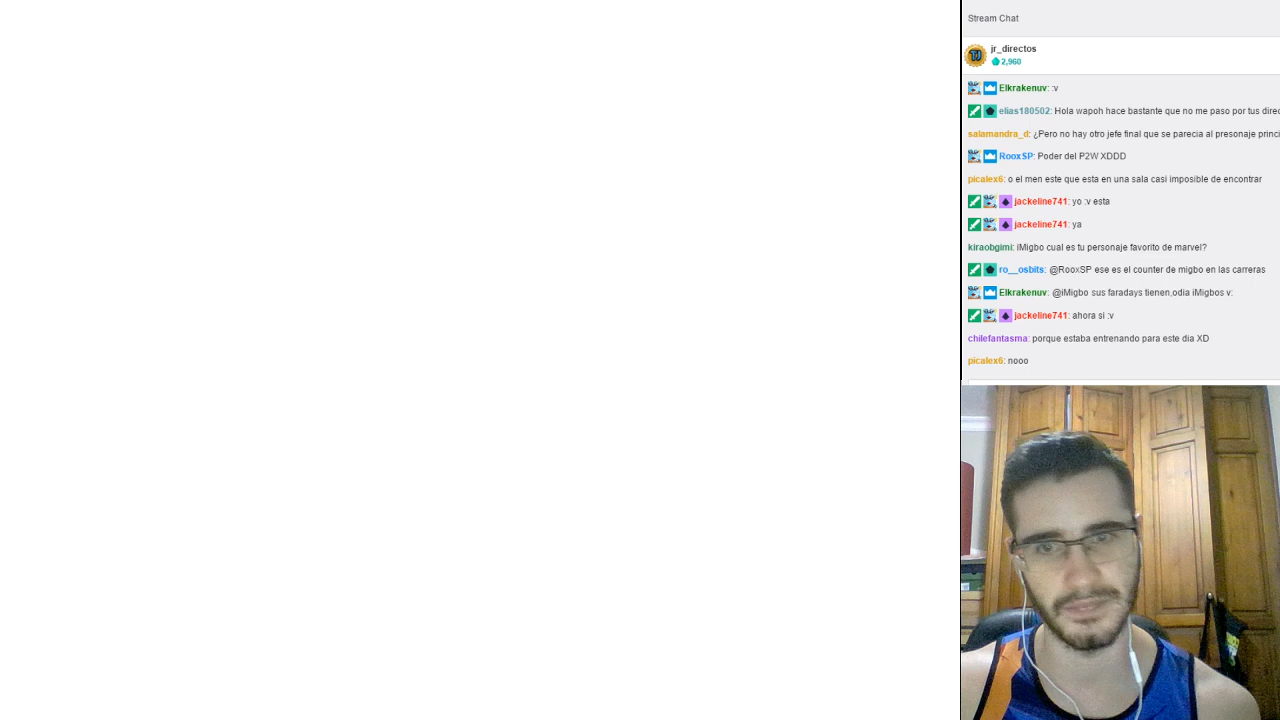 Stream Chat
jr_directos
2,960
Elkrakenuv: :v
elias180502: Hola wapoh hace bastante que no me paso por tus
salamandra_d: ¿Pero no hay otro jefe final que se parecia al presonaje
RooxSP: Poder del P2W XDDD
picalex6: o el men este que esta en una sala casi imposible de encontrar
jackeline741: yo :v esta
jackeline741: ya
kiraobgimi: iMigbo cual es tu personaje favorito de marvel?
ro__osbits: @RooxSP ese es el counter de migbo en las carreras
Elkrakenuv: @iMigbo sus faradays tienen,odia iMigbos v:
jackeline741: ahora si :v
chilefantasma: porque estaba entrenando para este dia XD
picalex6: nooo